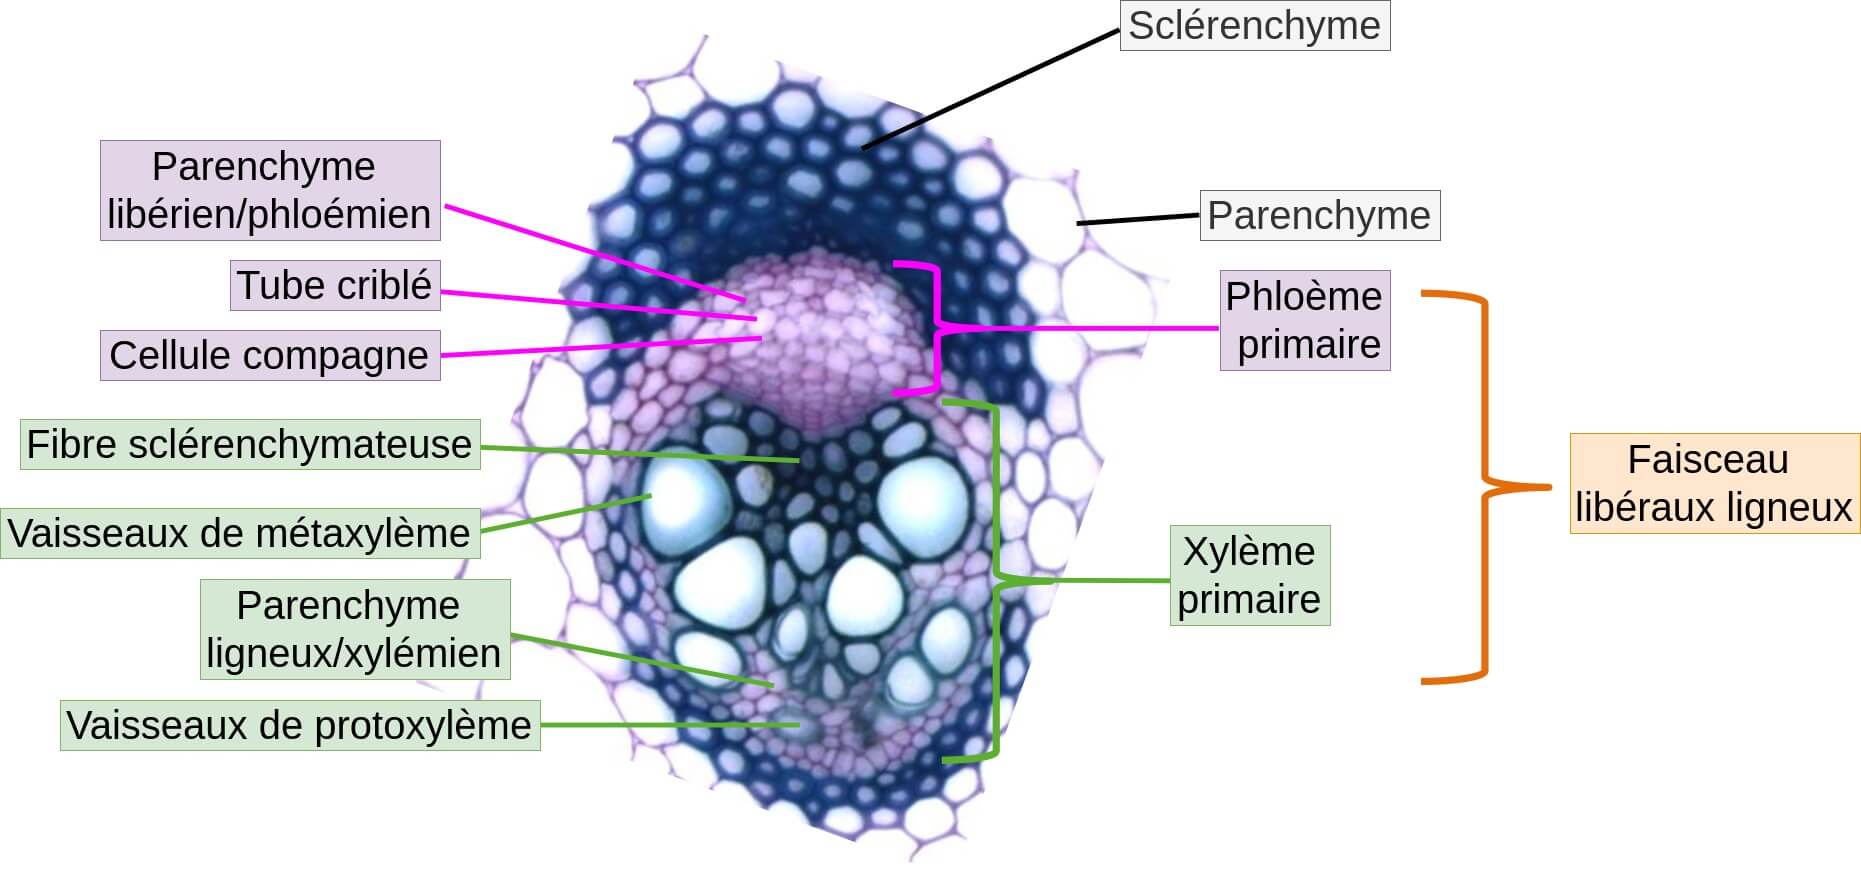 Sclérenchyme
Parenchyme
libérien/phloémien
Parenchyme
Tube criblé
Phloème
primaire
Cellule compagne
Fibre sclérenchymateuse
Faisceau
libéraux ligneux
Vaisseaux de métaxylème
Xylème
primaire
Parenchyme
ligneux/xylémien
Vaisseaux de protoxylème